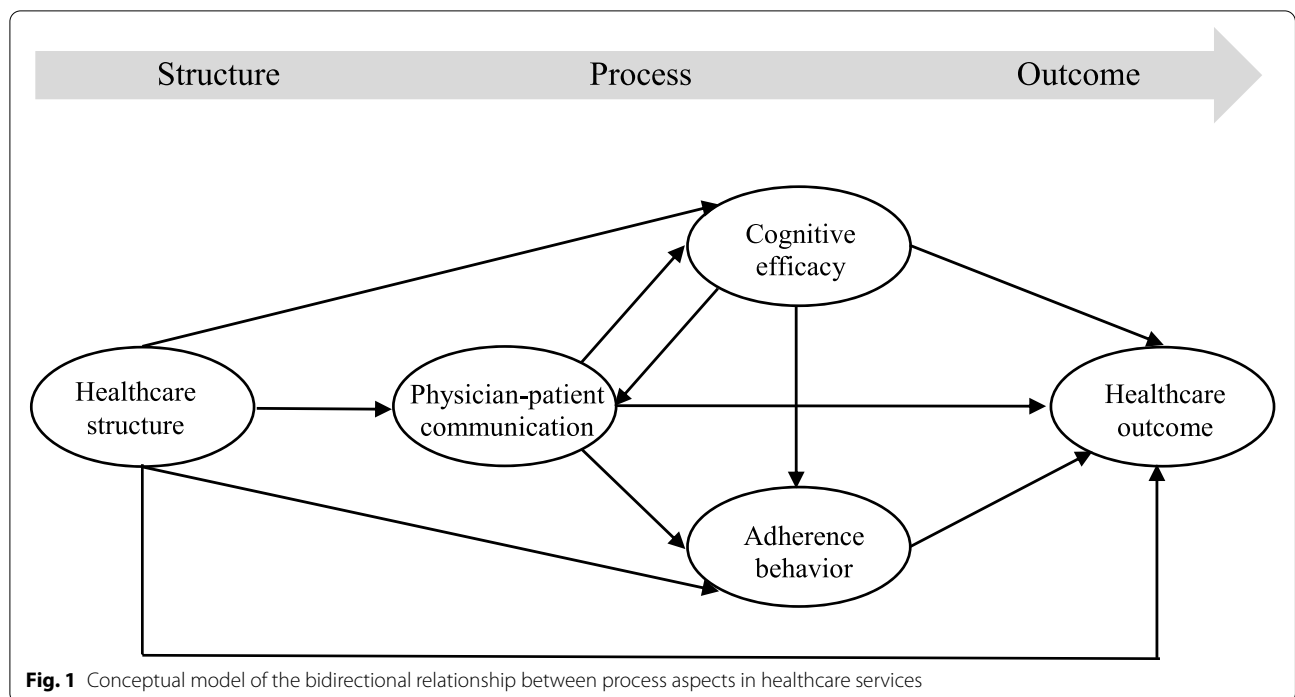 Structure Process Outcome
Cognitive
efficacy
Healthcare
structure
Physician-patient
communication
Healthcare
outcome
Adherence
behavior
Fig. 1 Conceptual model of the bidirectional relationship between process aspects in healthcare services